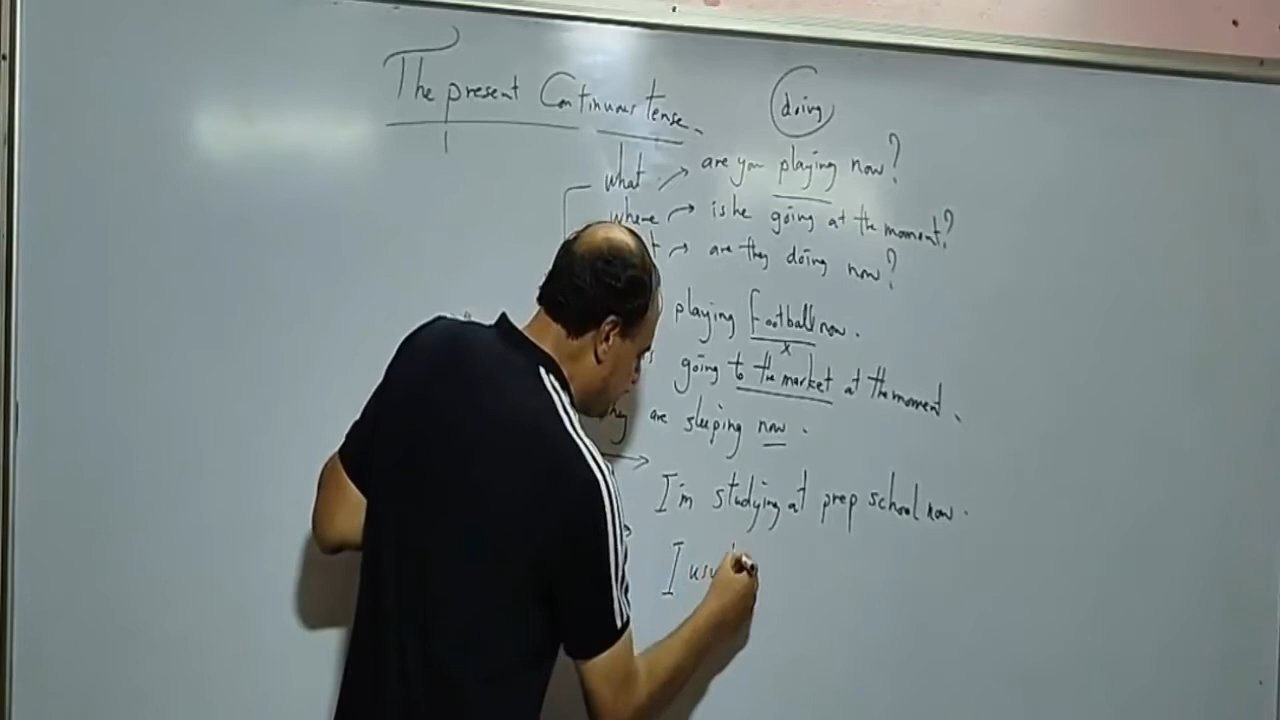 The present Continuous tense.
doing
what → are you playing now?
where → is he going at the moment?
→ are they doing now?
playing football now.
x
going to the market at the moment.
are sleeping now.
I'm studying at prep school now.
I usu